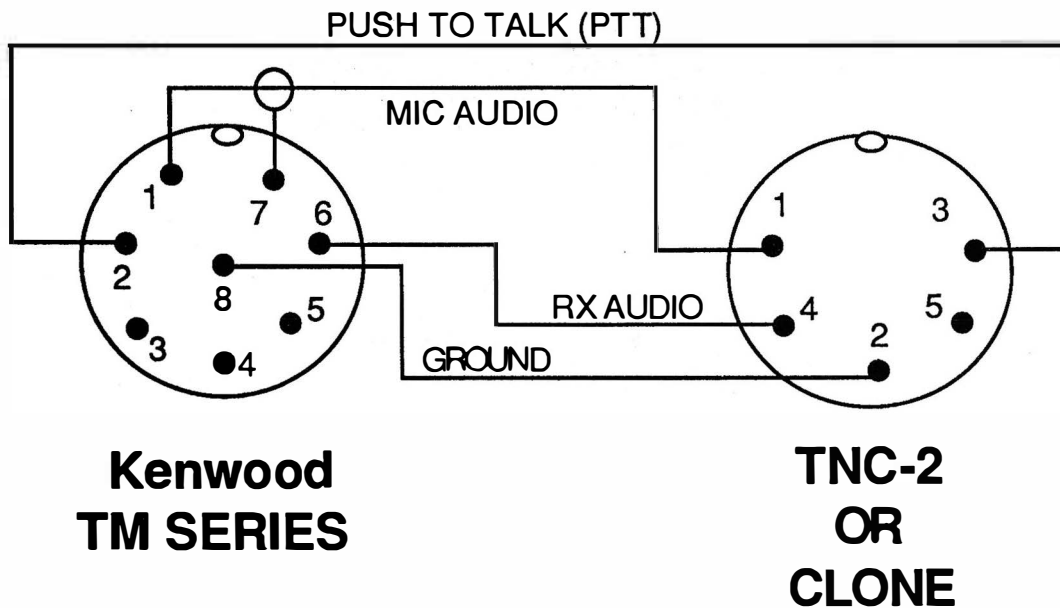 PUSH TO TALK (PTT)
MIC AUDIO
1
7
6
2
8
5
3
4
1
3
RX AUDIO
4
5
2
GROUND
Kenwood
TM SERIES
TNC-2
OR
CLONE